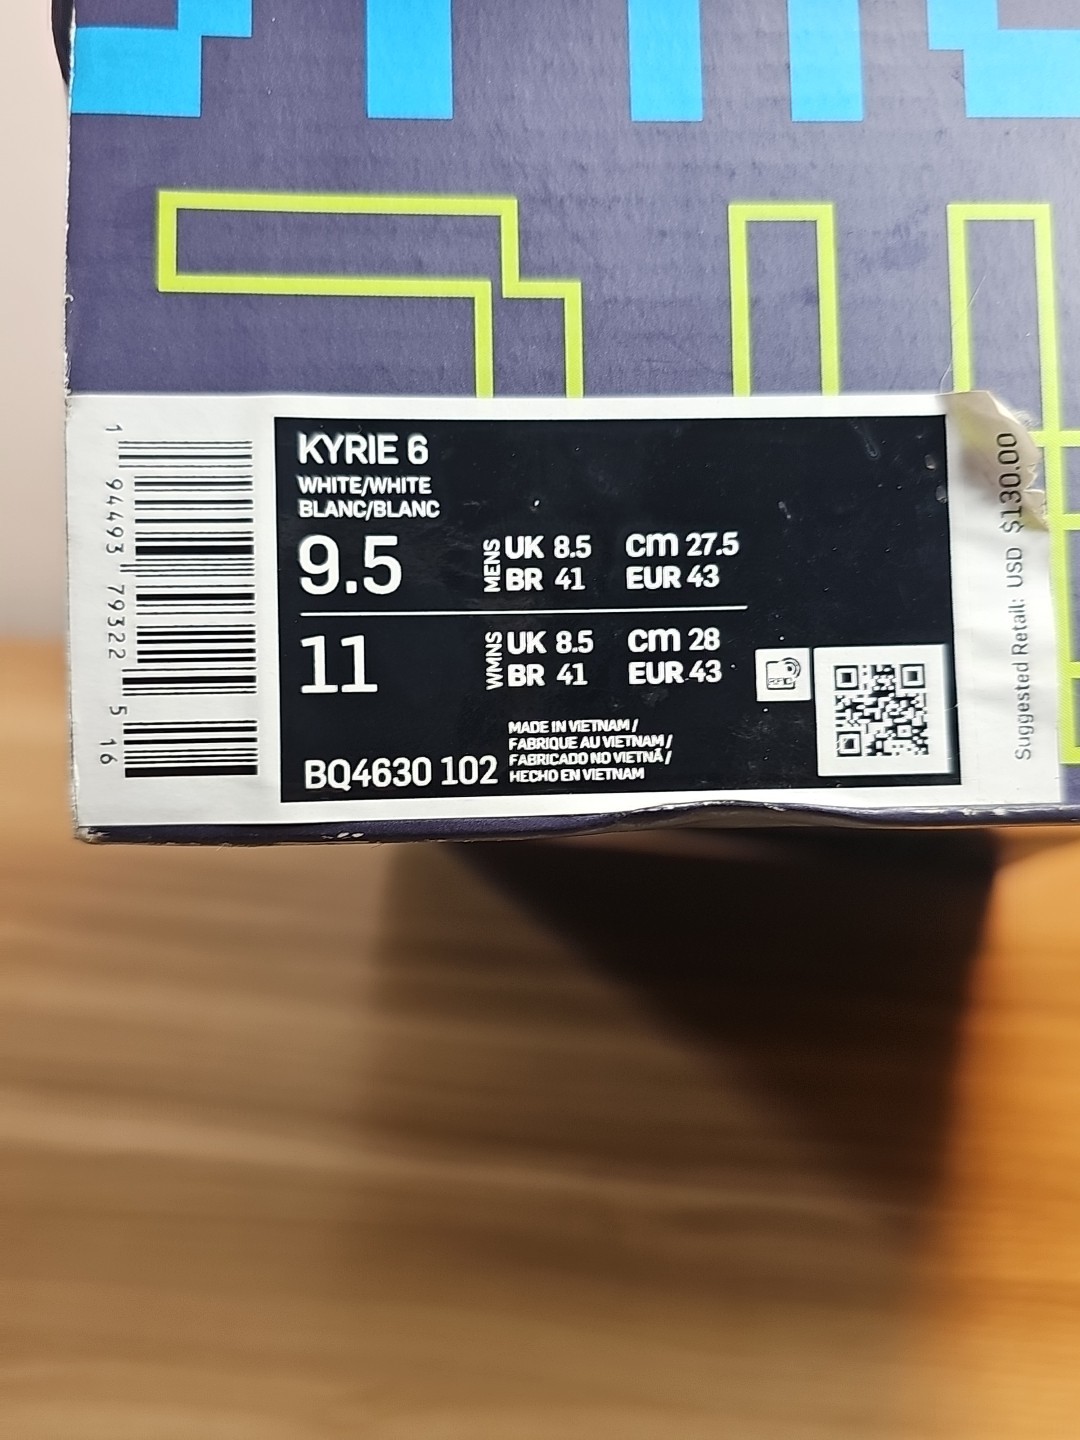 KYRIE 6
WHITE/WHITE
BLANC/BLANC
9.5
MENS
UK 8.5 cm 27.5
BR 41 EUR 43
11
WMNS
UK 8.5 cm 28
BR 41 EUR 43
BQ4630 102
MADE IN VIETNAM /
FABRIQUE AU VIETNAM /
FABRICADO NO VIETNÃ /
HECHO EN VIETNAM
1 94493 79322 5 16
Suggested Retail: USD $130.00